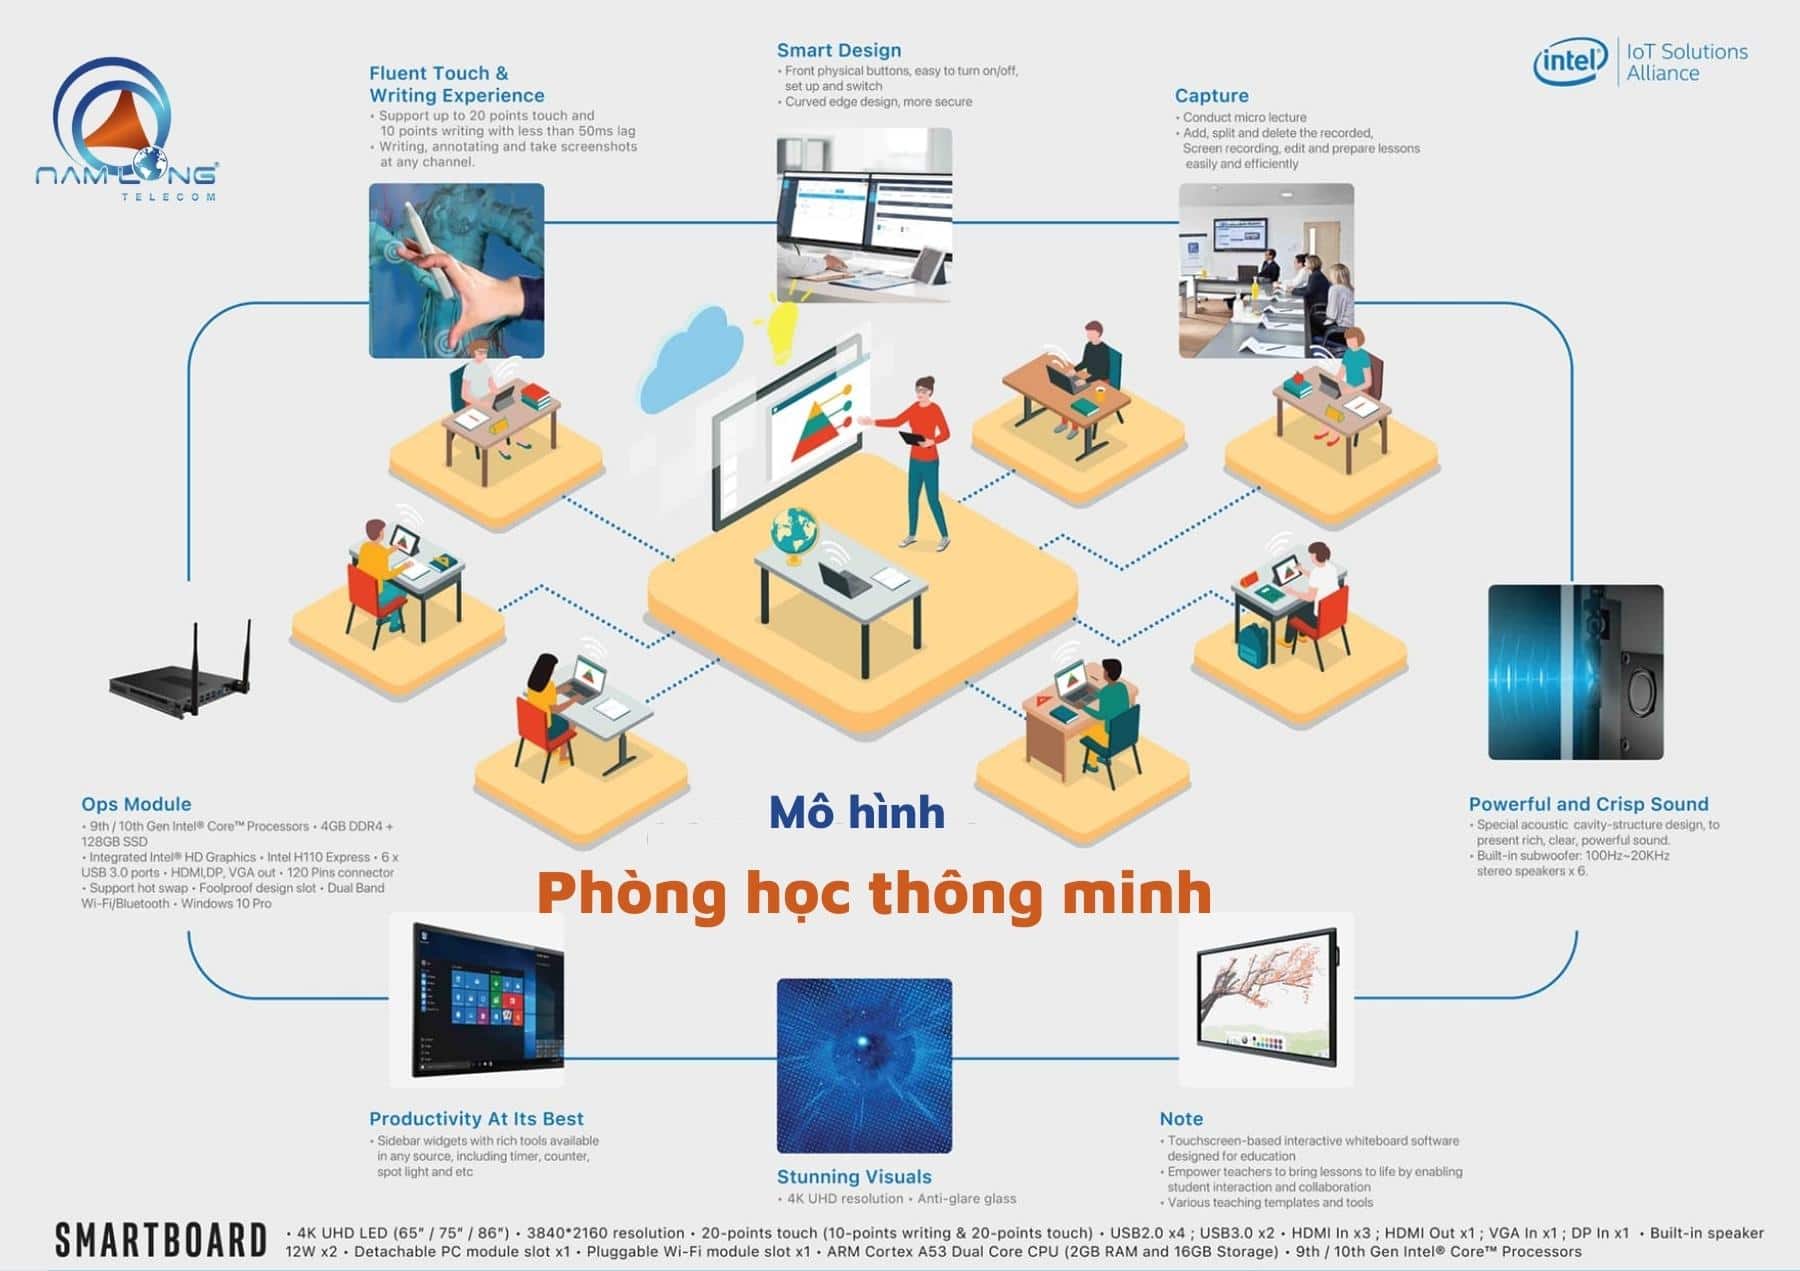 NAM LONG
TELECOM
Fluent Touch &
Writing Experience
• Support up to 20 points touch and
10 points writing with less than 50ms lag
• Writing, annotating and take screenshots
at any channel.
Smart Design
• Front physical buttons, easy to turn on/off,
set up and switch
• Curved edge design, more secure
Capture
• Conduct micro lecture
• Add, split and delete the recorded,
Screen recording, edit and prepare lessons
easily and efficiently
intel
IoT Solutions
Alliance
Ops Module
• 9th / 10th Gen Intel® Core™ Processors • 4GB DDR4 +
128GB SSD
• Integrated Intel® HD Graphics • Intel H110 Express • 6 x
USB 3.0 ports • HDMI,DP, VGA out • 120 Pins connector
• Support hot swap • Foolproof design slot • Dual Band
Wi-Fi/Bluetooth • Windows 10 Pro
Mô hình
Phòng học thông minh
Powerful and Crisp Sound
• Special acoustic cavity-structure design, to
present rich, clear, powerful sound.
• Built-in subwoofer: 100Hz~20KHz
stereo speakers x 6.
Productivity At Its Best
• Sidebar widgets with rich tools available
in any source, including timer, counter,
spot light and etc
Stunning Visuals
• 4K UHD resolution • Anti-glare glass
Note
• Touchscreen-based interactive whiteboard software
designed for education
• Empower teachers to bring lessons to life by enabling
student interaction and collaboration
• Various teaching templates and tools
SMARTBOARD
• 4K UHD LED (65" / 75" / 86") • 3840*2160 resolution • 20-points touch (10-points writing & 20-points touch) • USB2.0 x4 ; USB3.0 x2 • HDMI In x3 ; HDMI Out x1 ; VGA In x1 ; DP In x1 • Built-in speaker
12W x2 • Detachable PC module slot x1 • Pluggable Wi-Fi module slot x1 • ARM Cortex A53 Dual Core CPU (2GB RAM and 16GB Storage) • 9th / 10th Gen Intel® Core™ Processors